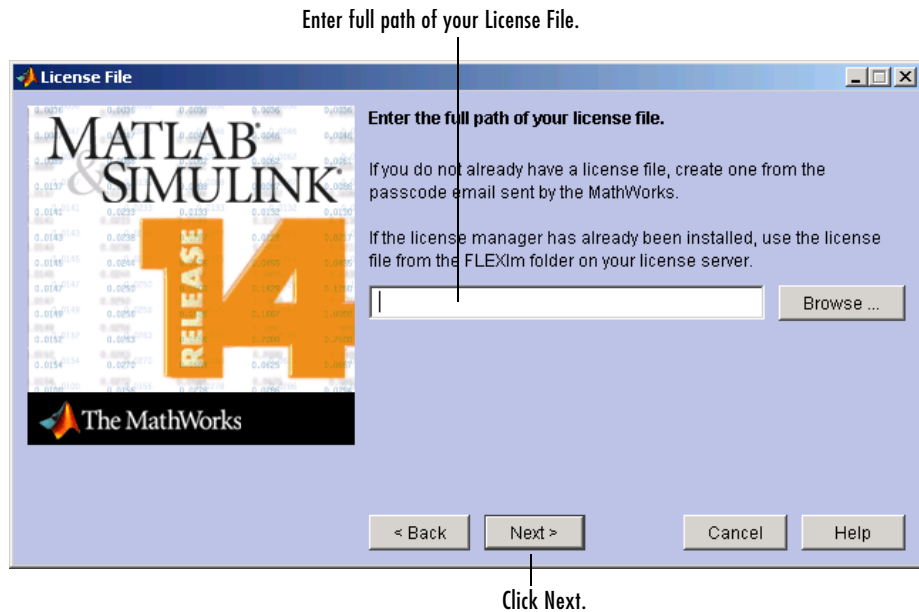 Enter full path of your License File.
License File
MATLAB®
&SIMULINK®
RELEASE
14
The MathWorks
Enter the full path of your license file.
If you do not already have a license file, create one from the
passcode email sent by the MathWorks.
If the license manager has already been installed, use the license
file from the FLEXlm folder on your license server.
Browse ...
< Back
Next >
Cancel
Help
Click Next.